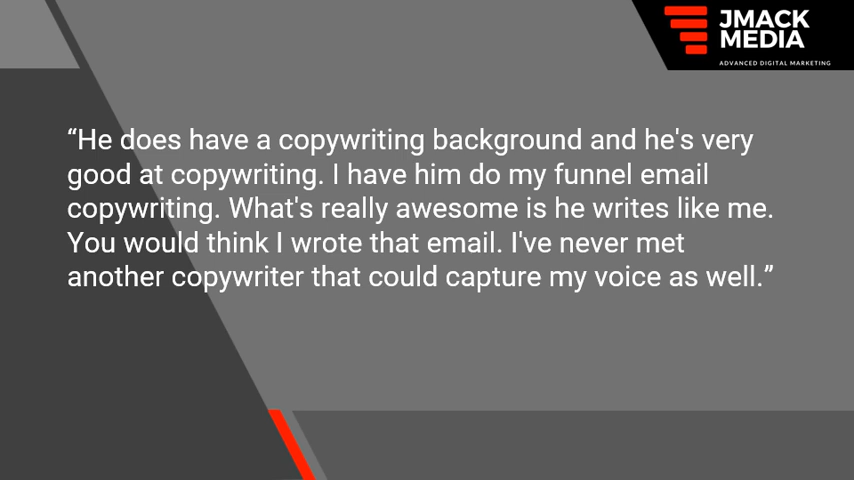 JMACK
MEDIA
ADVANCED DIGITAL MARKETING
“He does have a copywriting background and he's very
good at copywriting. I have him do my funnel email
copywriting. What's really awesome is he writes like me.
You would think I wrote that email. I've never met
another copywriter that could capture my voice as well.”